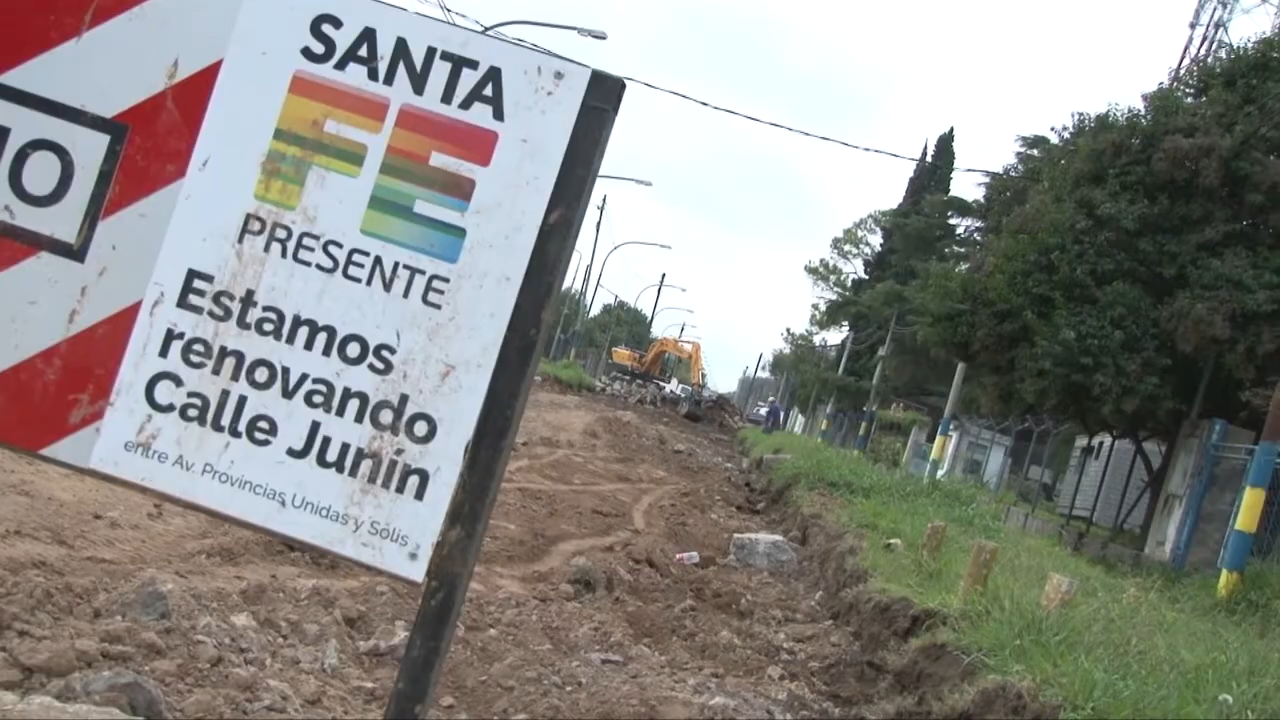 SANTA
FE
PRESENTE
Estamos
renovando
Calle Junín
entre Av. Provincias Unidas y Solís